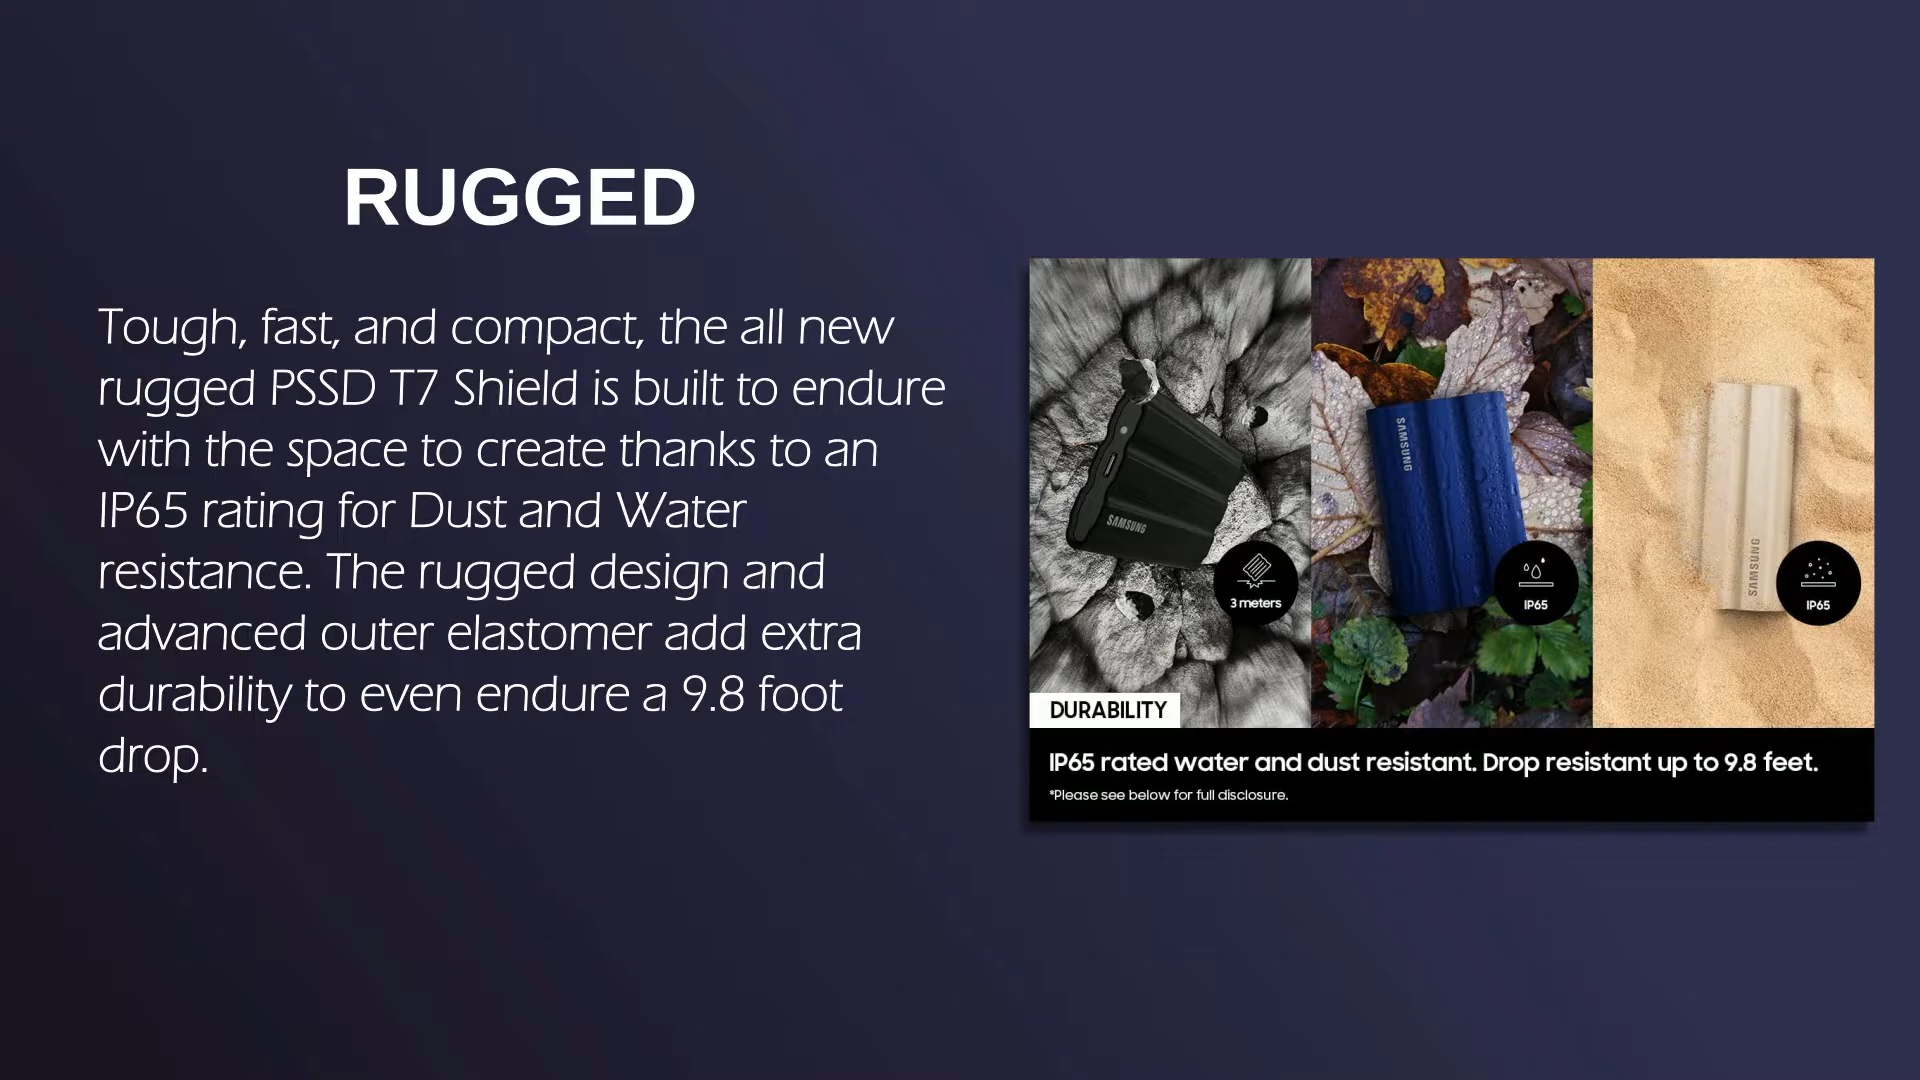 RUGGED
Tough, fast, and compact, the all new
rugged PSSD T7 Shield is built to endure
with the space to create thanks to an
IP65 rating for Dust and Water
resistance. The rugged design and
advanced outer elastomer add extra
durability to even endure a 9.8 foot
drop.
SAMSUNG
3 meters
SAMSUNG
IP65
SAMSUNG
IP65
DURABILITY
IP65 rated water and dust resistant. Drop resistant up to 9.8 feet.
*Please see below for full disclosure.